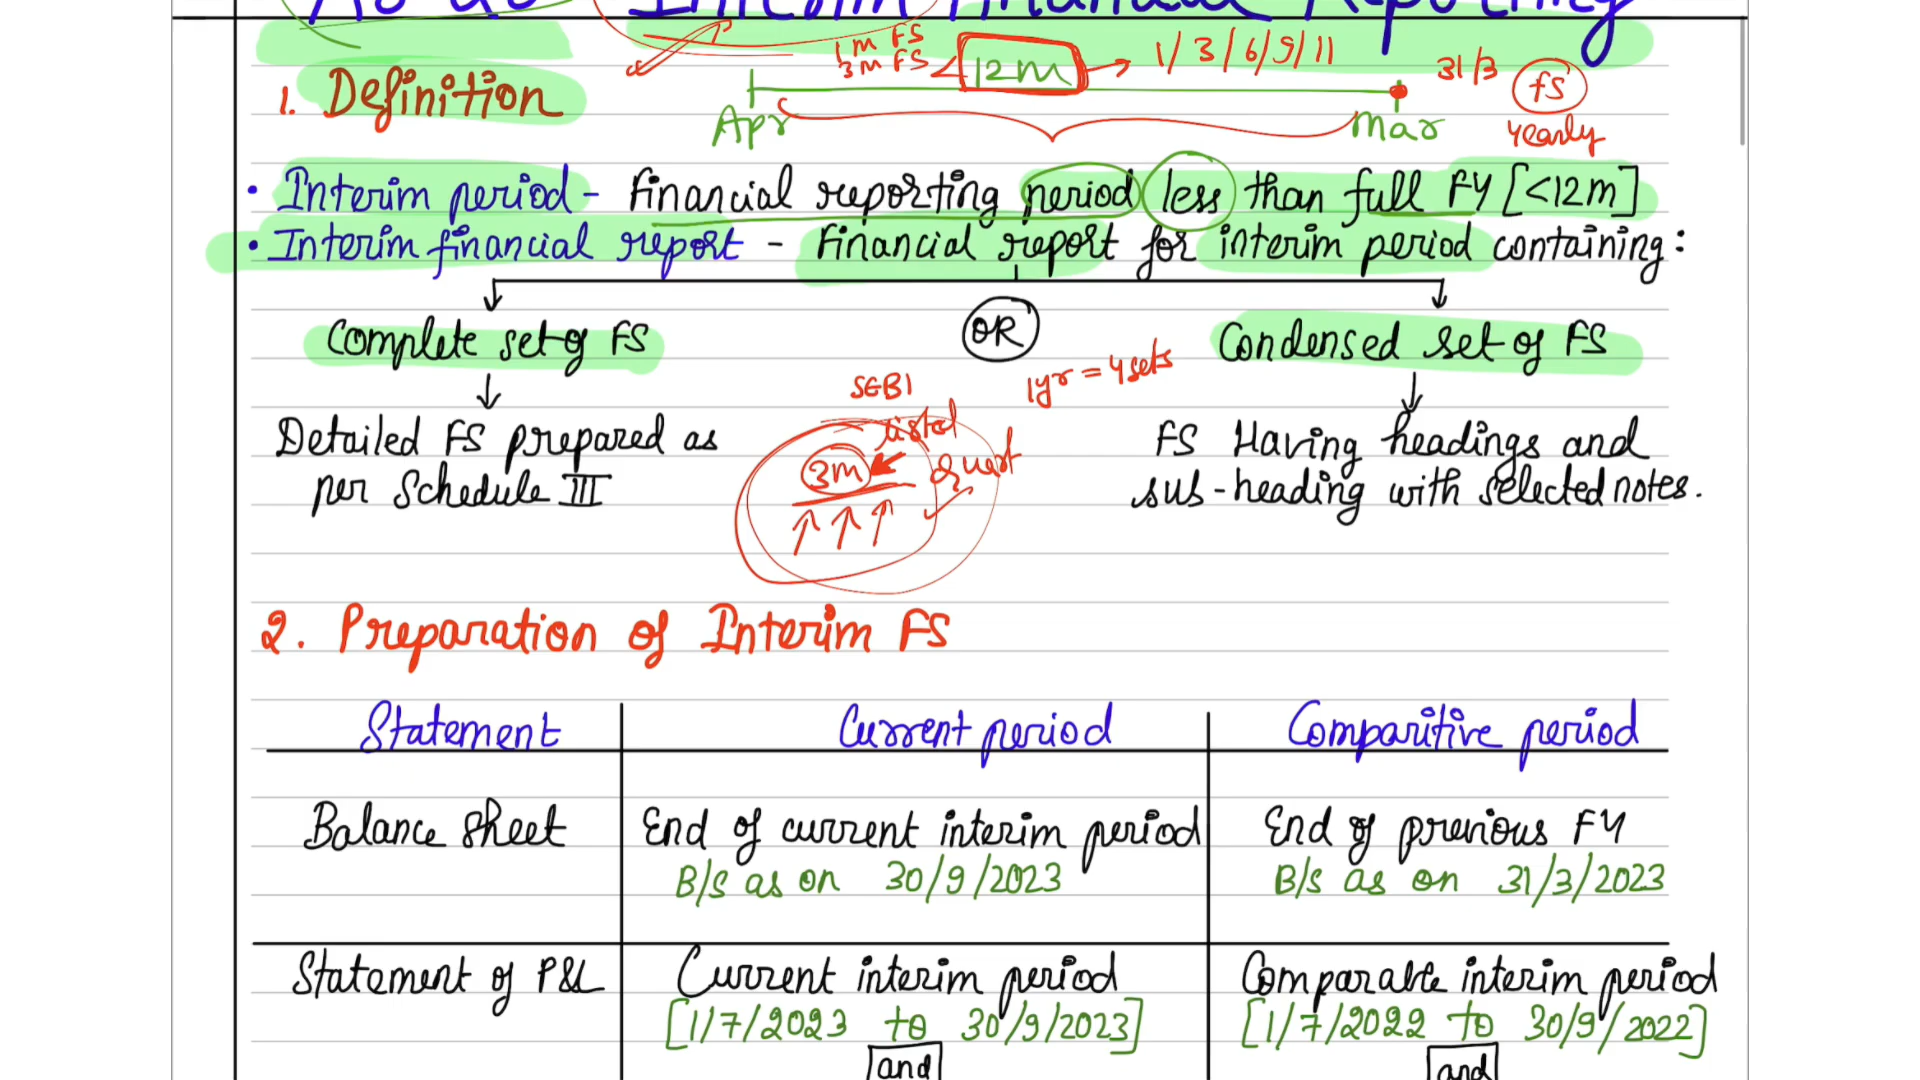 AS 25 Interim Financial Reporting
1m FS
3m FS < 12m → 1/3/6/9/11
31/3 FS
yearly
1. Definition
Apr Mar
• Interim period - Financial reporting period less than full FY [<12m]
• Interim financial report - Financial report for interim period containing:
Complete set of FS OR Condensed set of FS
SEBI 1yr = 4 sets
listed
3m Quart
Detailed FS prepared as
per Schedule III
FS Having headings and
sub-heading with selected notes.
2. Preparation of Interim FS
Statement Current period Comparitive period
Balance sheet End of current interim period End of previous FY
B/S as on 30/9/2023 B/S as on 31/3/2023
Statement of P&L Current interim period Comparable interim period
[1/7/2023 to 30/9/2023] [1/7/2022 to 30/9/2022]
and and